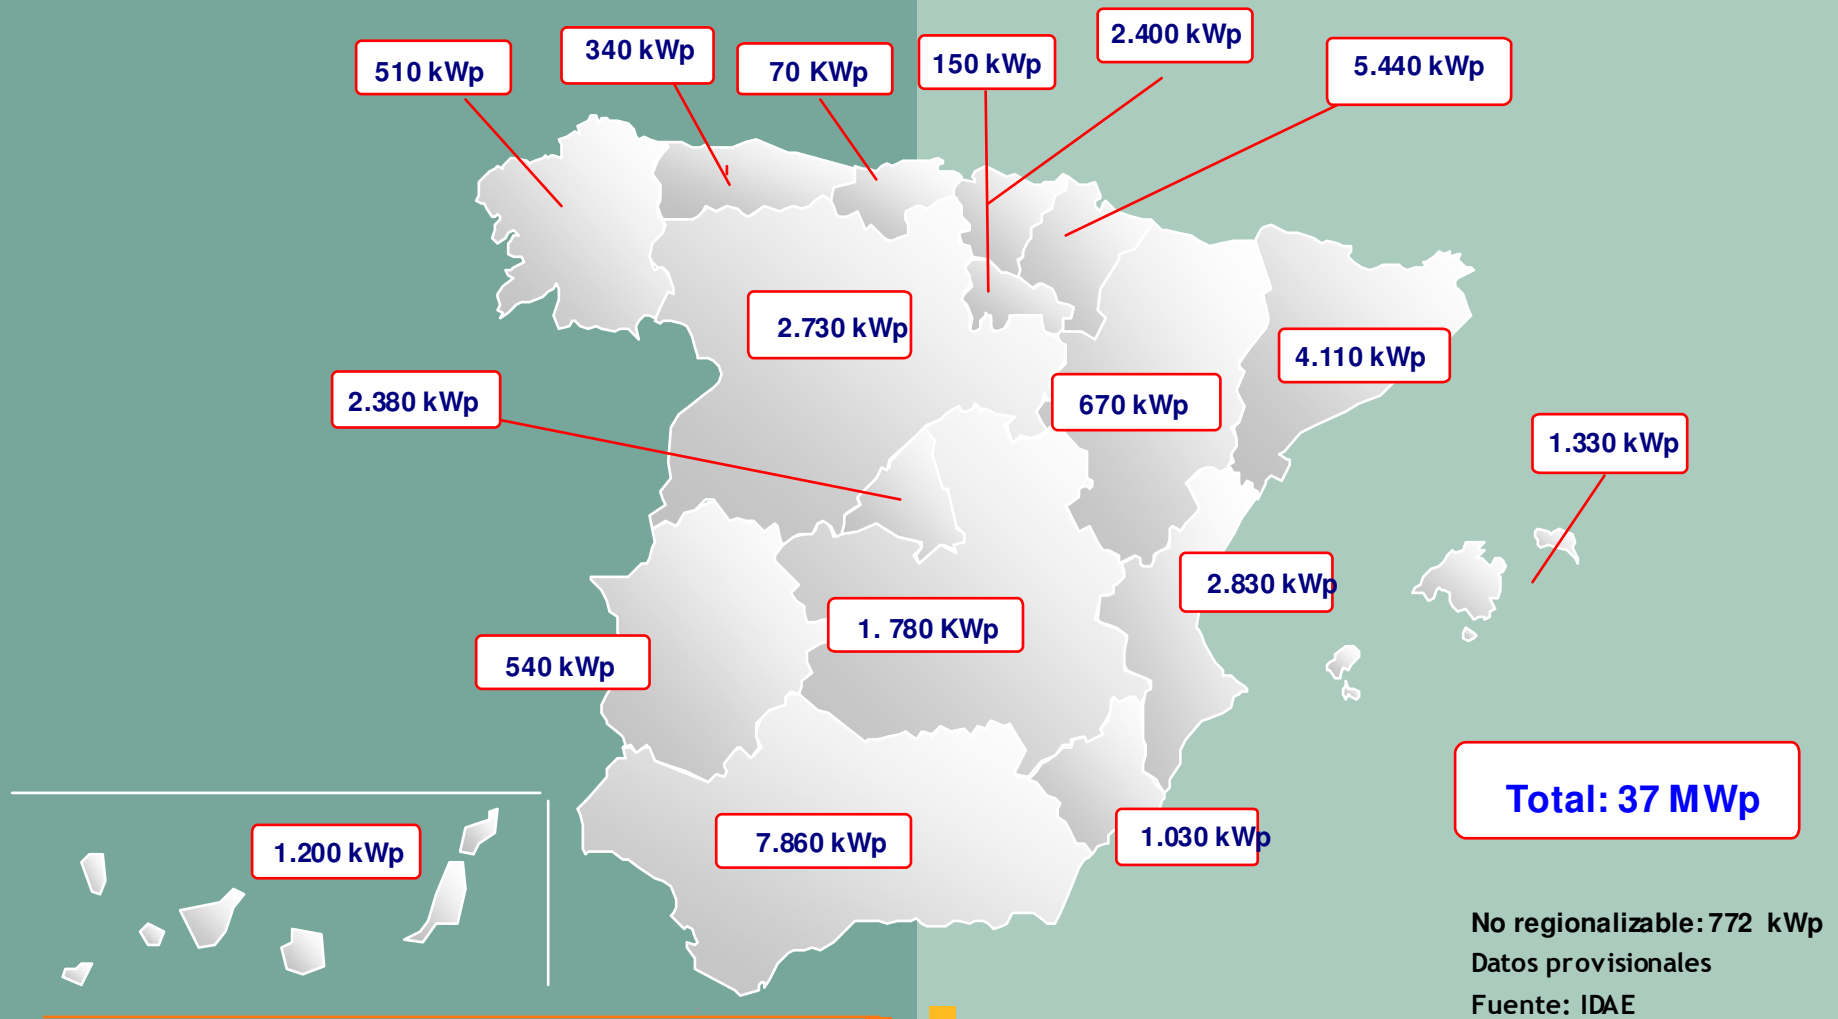 2.400 kWp
340 kWp
510 kWp
70 KWp
150 kWp
5.440 kWp
2.730 kWp
4.110 kWp
2.380 kWp
670 kWp
1.330 kWp
2.830 kWp
1. 780 KWp
540 kWp
Total: 37 MWp
7.860 kWp
1.030 kWp
1.200 kWp
No regionalizable: 772 kWp
Datos provisionales
Fuente: IDAE